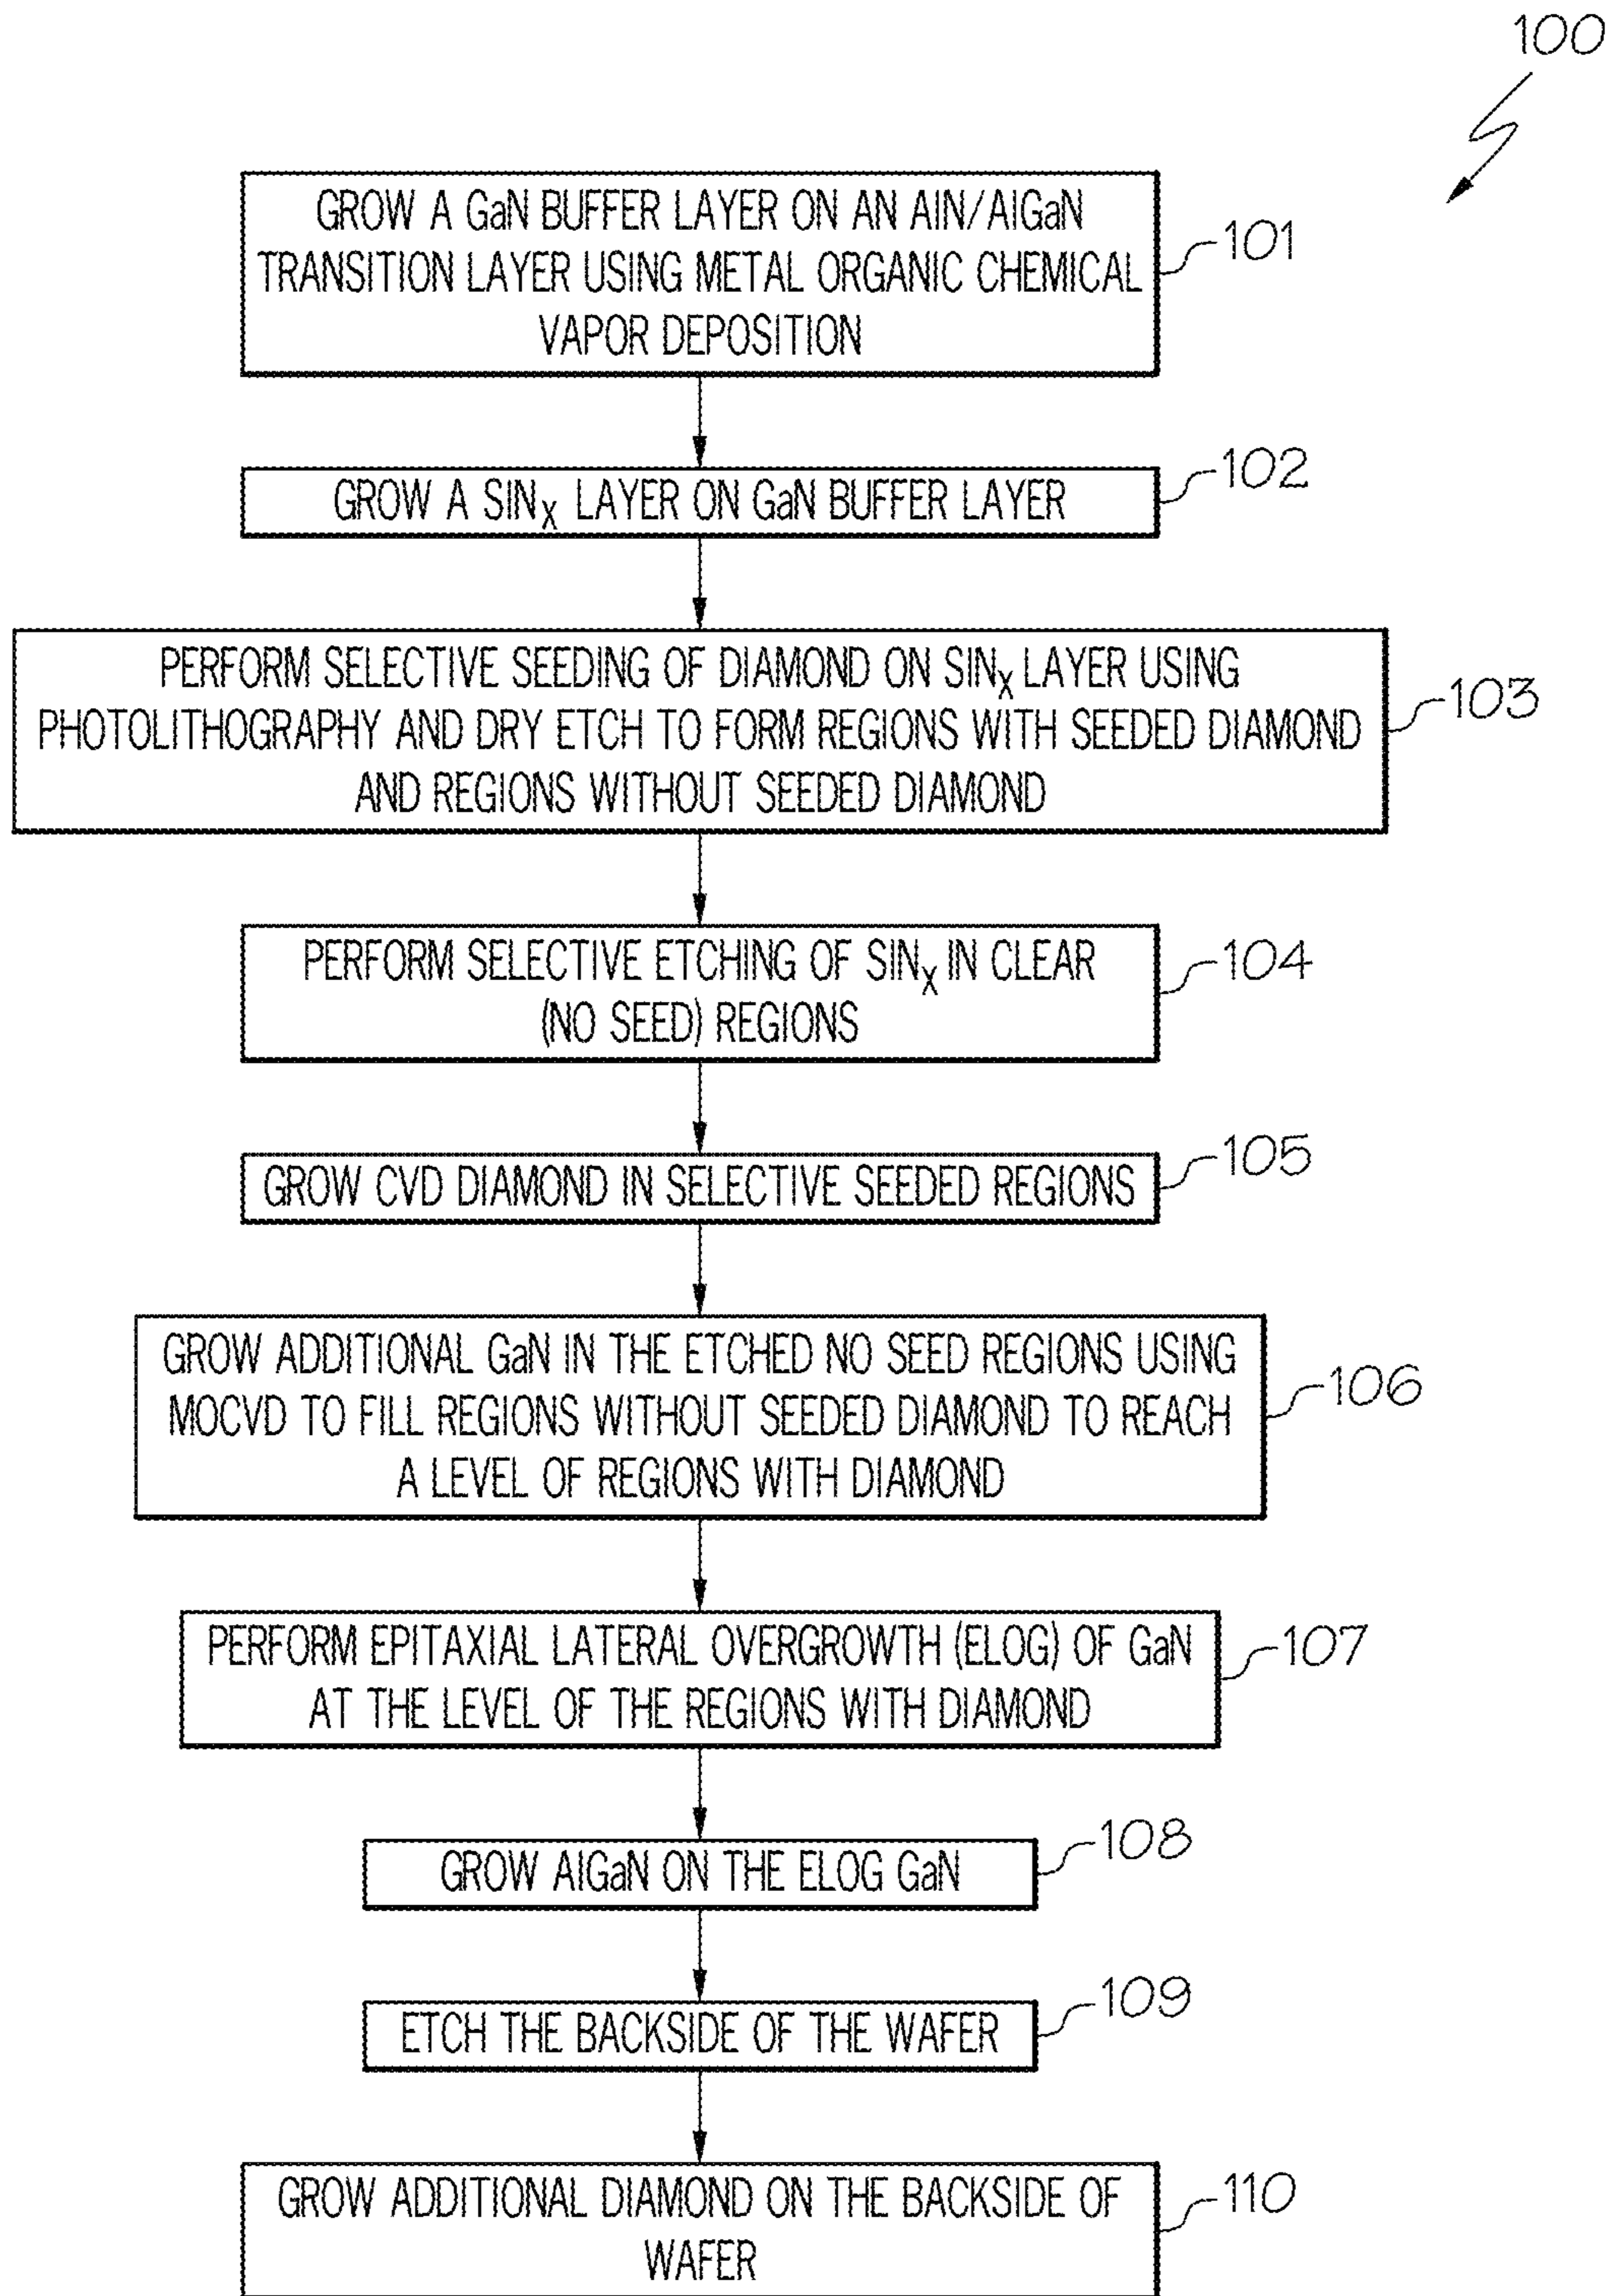 100
GROW A GaN BUFFER LAYER ON AN AlN/AlGaN
TRANSITION LAYER USING METAL ORGANIC CHEMICAL
VAPOR DEPOSITION
101
GROW A SINX LAYER ON GaN BUFFER LAYER
102
PERFORM SELECTIVE SEEDING OF DIAMOND ON SINX LAYER USING
PHOTOLITHOGRAPHY AND DRY ETCH TO FORM REGIONS WITH SEEDED DIAMOND
AND REGIONS WITHOUT SEEDED DIAMOND
103
PERFORM SELECTIVE ETCHING OF SINX IN CLEAR
(NO SEED) REGIONS
104
GROW CVD DIAMOND IN SELECTIVE SEEDED REGIONS
105
GROW ADDITIONAL GaN IN THE ETCHED NO SEED REGIONS USING
MOCVD TO FILL REGIONS WITHOUT SEEDED DIAMOND TO REACH
A LEVEL OF REGIONS WITH DIAMOND
106
PERFORM EPITAXIAL LATERAL OVERGROWTH (ELOG) OF GaN
AT THE LEVEL OF THE REGIONS WITH DIAMOND
107
GROW AlGaN ON THE ELOG GaN
108
ETCH THE BACKSIDE OF THE WAFER
109
GROW ADDITIONAL DIAMOND ON THE BACKSIDE OF
WAFER
110